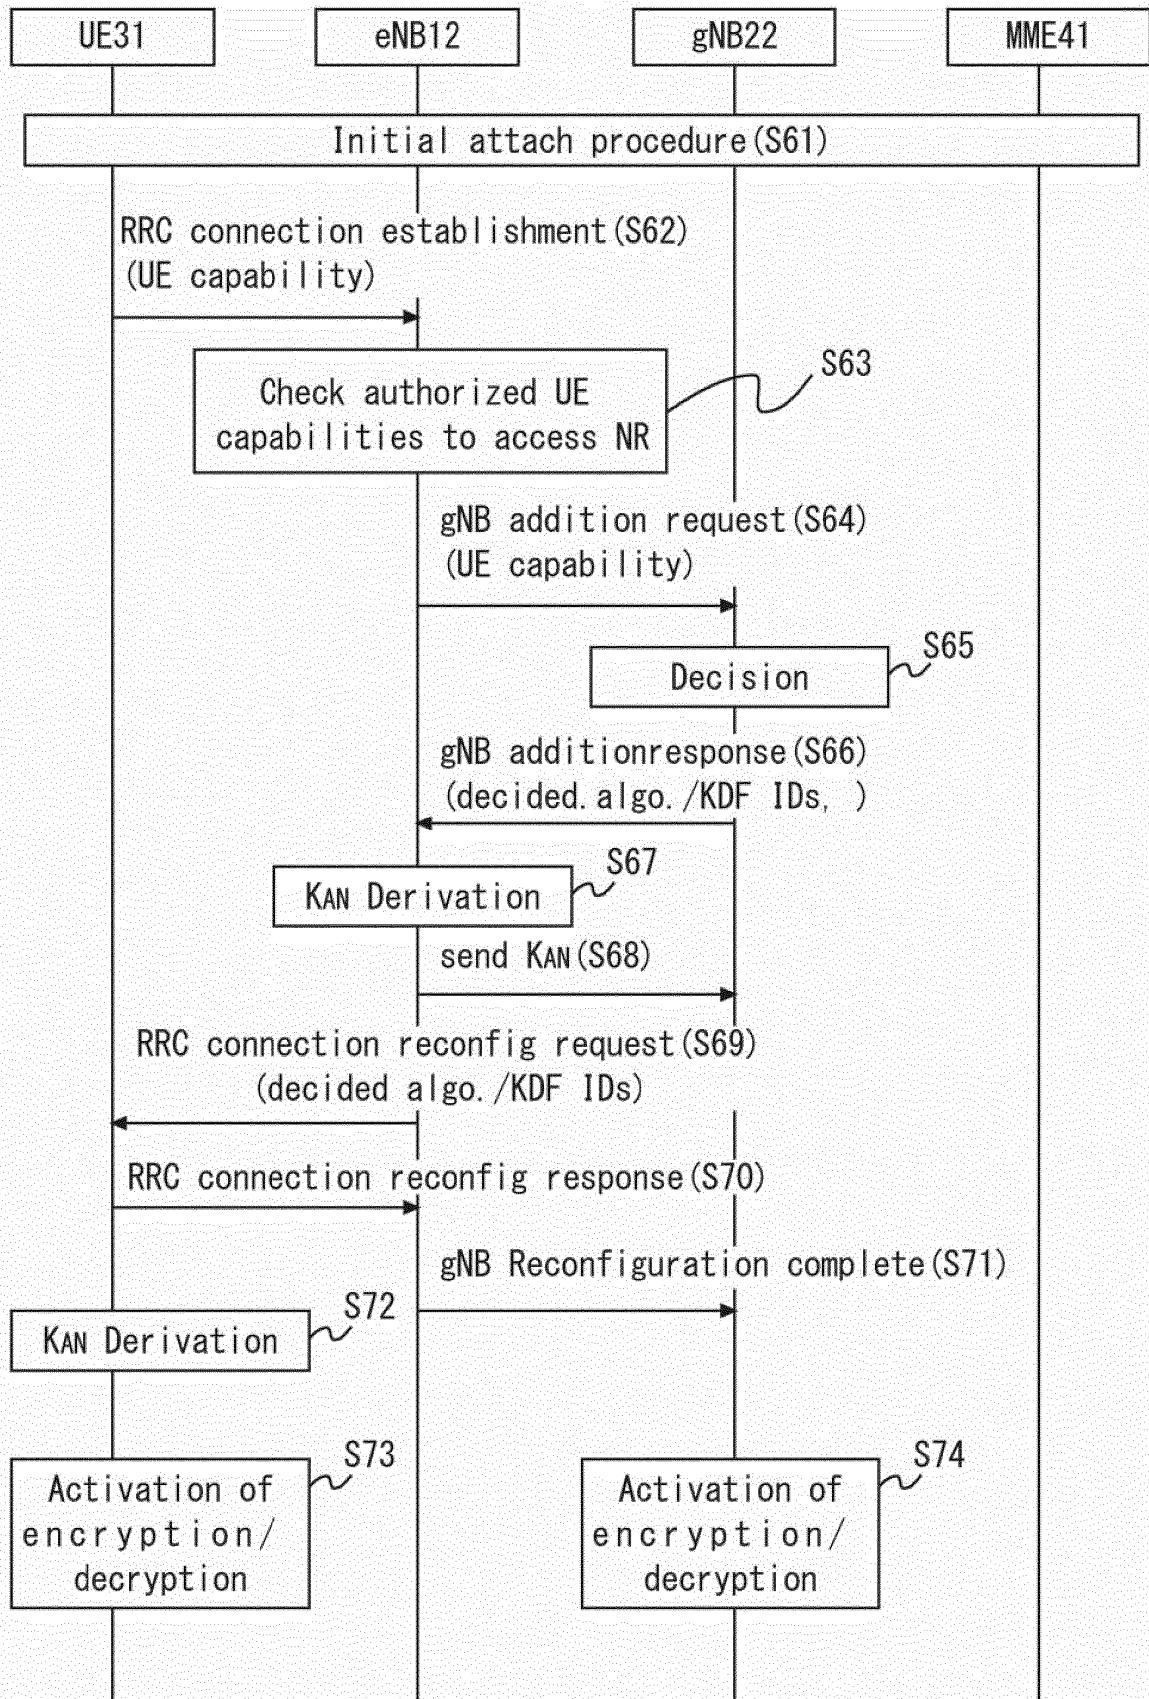 UE31
eNB12
gNB22
MME41
Initial attach procedure(S61)
RRC connection establishment(S62)
(UE capability)
S63
Check authorized UE
capabilities to access NR
gNB addition request(S64)
(UE capability)
S65
Decision
gNB additionresponse(S66)
(decided.algo./KDF IDs, )
S67
KAN Derivation
send KAN(S68)
RRC connection reconfig request(S69)
(decided algo./KDF IDs)
RRC connection reconfig response(S70)
gNB Reconfiguration complete(S71)
S72
KAN Derivation
S73
Activation of
encryption/
decryption
S74
Activation of
encryption/
decryption